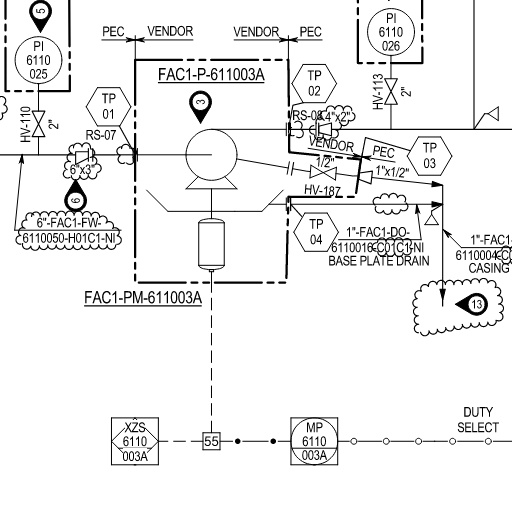 5
PI
6110
025
HV-110
2"
PEC
VENDOR
VENDOR
PEC
PI
6110
026
HV-113
2"
FAC1-P-611003A
3
TP
01
RS-07
TP
02
RS-08
4"x2"
VENDOR
PEC
TP
03
6"x3"
6
6"-FAC1-FW-
6110050-H01C1-NI
1/2"
1"x1/2"
HV-187
TP
04
1"-FAC1-DO-
6110016-C01C1-NI
BASE PLATE DRAIN
1"-FAC1-
6110004-C0
CASING
13
FAC1-PM-611003A
XZS
6110
003A
55
MP
6110
003A
DUTY
SELECT